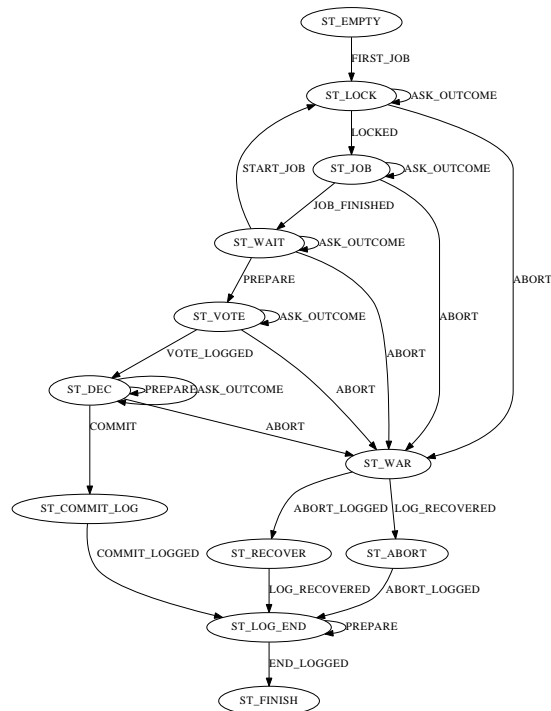 ST_EMPTY
FIRST_JOB
ST_LOCK
ASK_OUTCOME
LOCKED
ST_JOB
ASK_OUTCOME
START_JOB
JOB_FINISHED
ST_WAIT
ASK_OUTCOME
ABORT
PREPARE
ST_VOTE
ASK_OUTCOME
ABORT
VOTE_LOGGED
ABORT
ABORT
ST_DEC
PREPARE
ASK_OUTCOME
COMMIT
ABORT
ST_WAR
ST_COMMIT_LOG
ABORT_LOGGED
LOG_RECOVERED
COMMIT_LOGGED
ST_RECOVER
ST_ABORT
LOG_RECOVERED
ABORT_LOGGED
ST_LOG_END
PREPARE
END_LOGGED
ST_FINISH